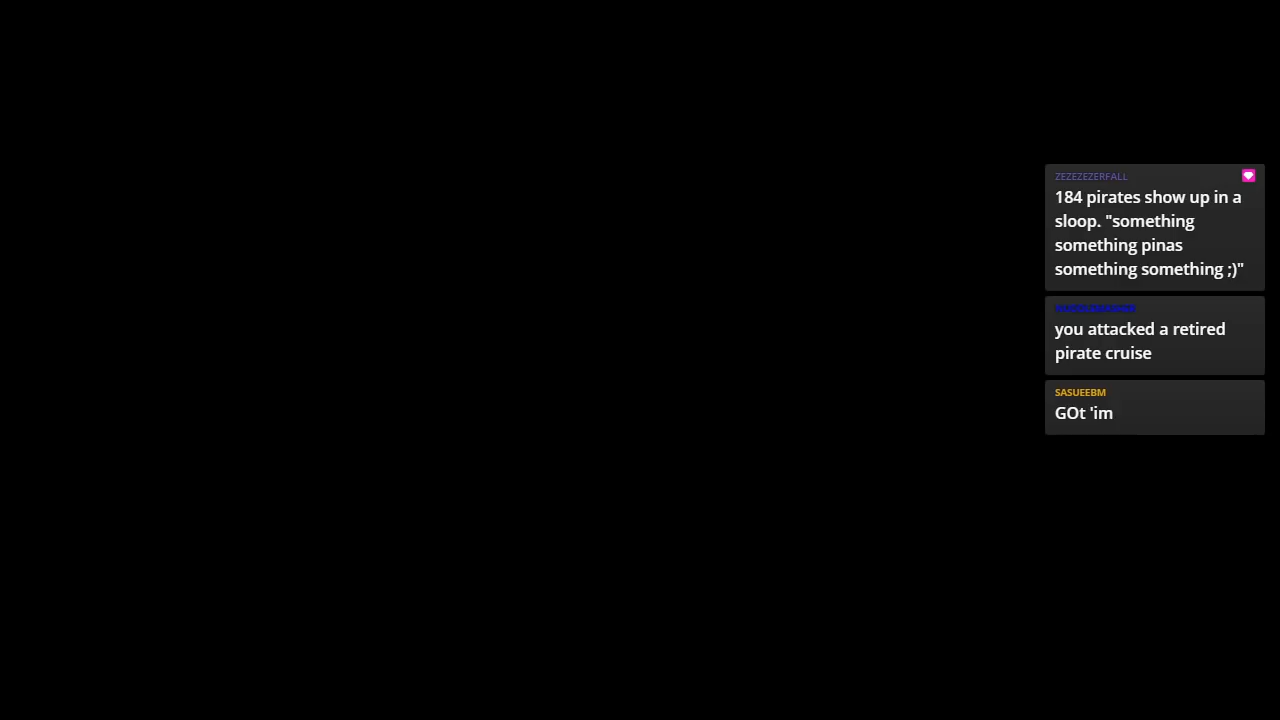 ZEZEZEZERFALL
184 pirates show up in a
sloop. "something
something pinas
something something ;)"
you attacked a retired
pirate cruise
SASUEEBM
GOt 'im